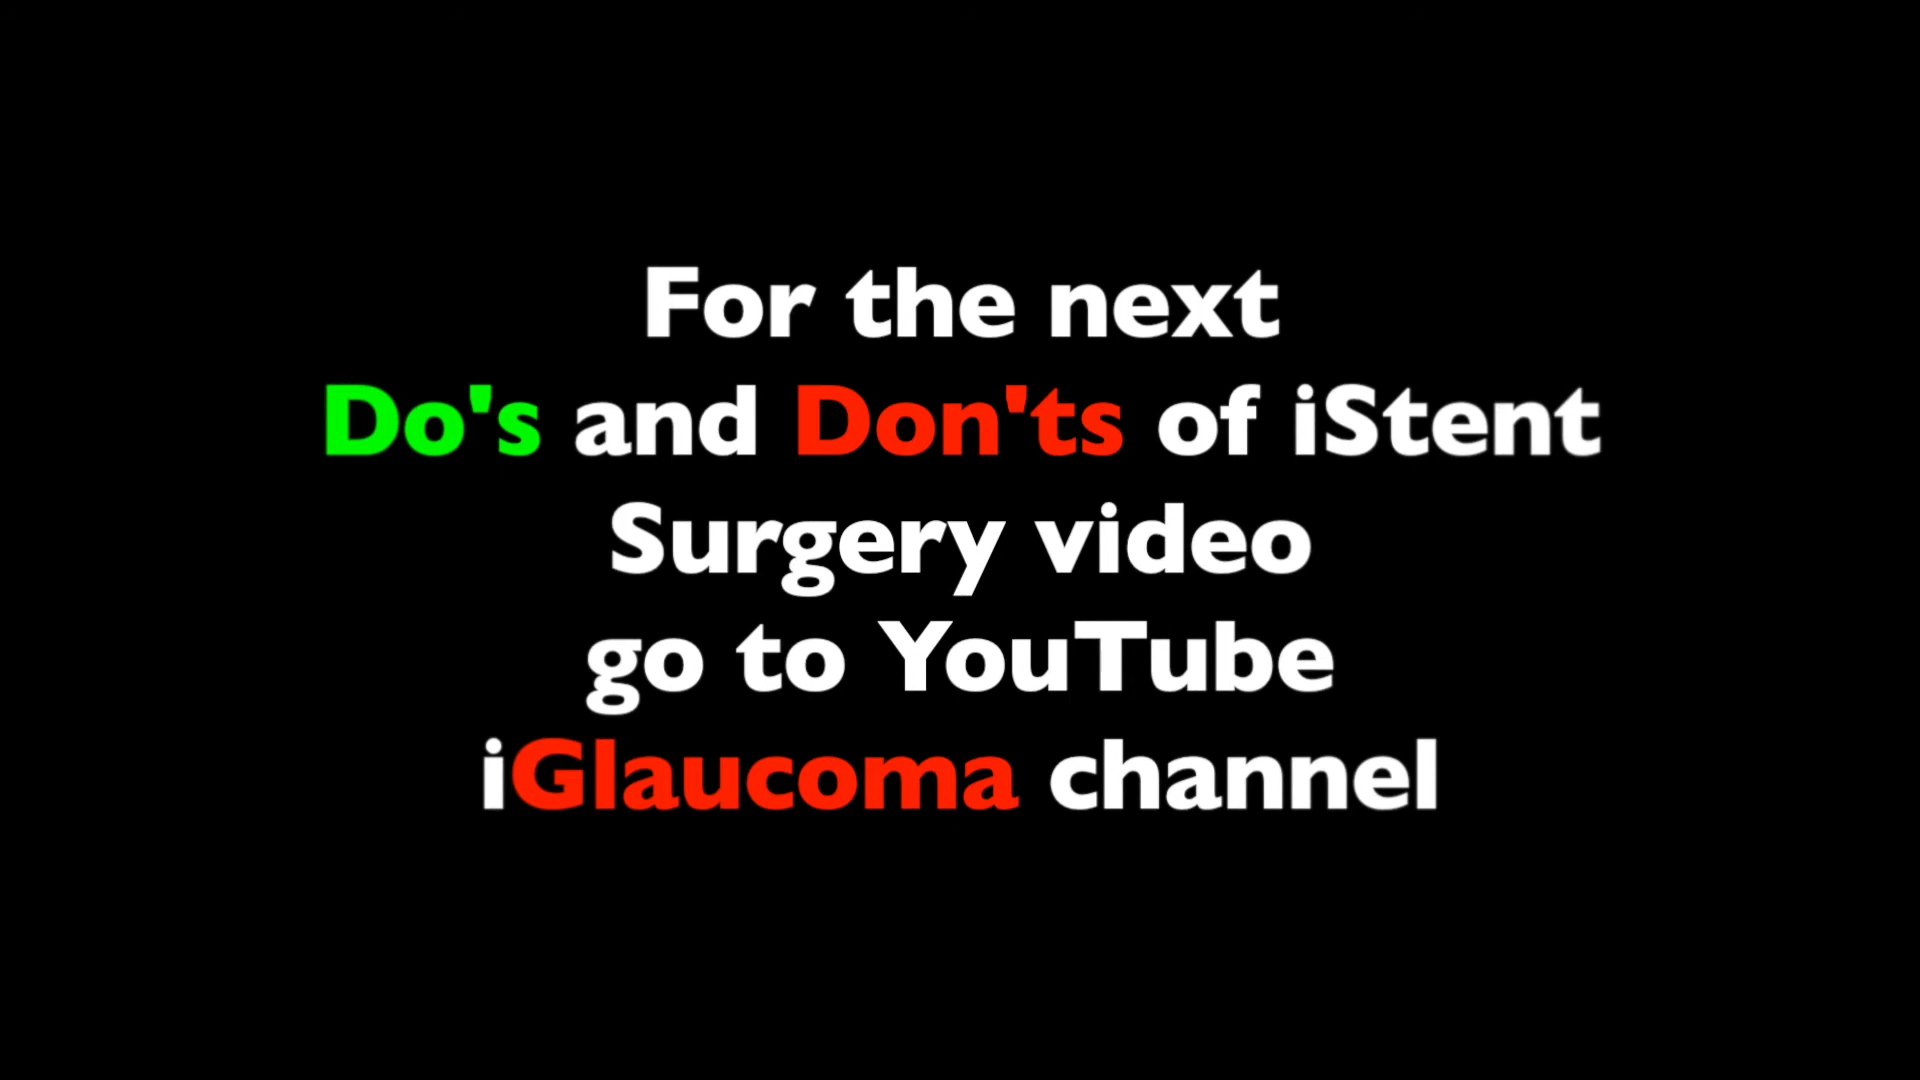 For the next
Do's and Don'ts of iStent
Surgery video
go to YouTube
iGlaucoma channel